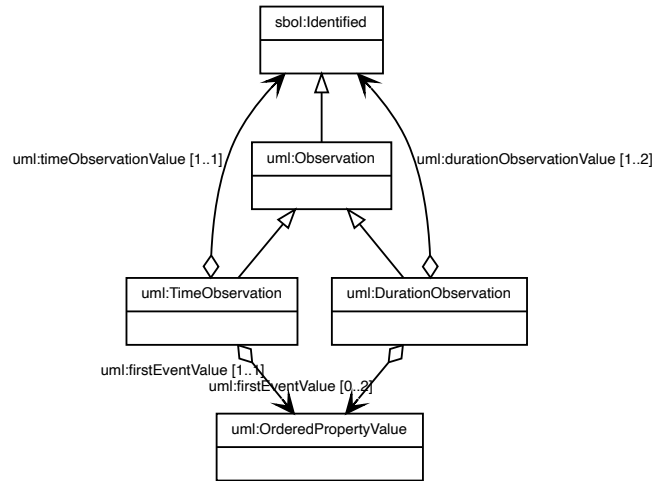 sbol:Identified
uml:timeObservationValue [1..1]
uml:Observation
uml:durationObservationValue [1..2]
uml:TimeObservation
uml:DurationObservation
uml:firstEventValue [1..1]
uml:firstEventValue [0..2]
uml:OrderedPropertyValue